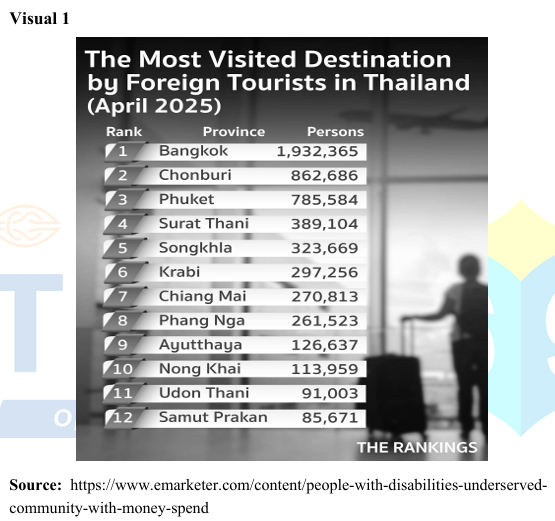 Visual 1
The Most Visited Destination
by Foreign Tourists in Thailand
(April 2025)
Rank Province Persons
1 Bangkok 1,932,365
2 Chonburi 862,686
3 Phuket 785,584
4 Surat Thani 389,104
5 Songkhla 323,669
6 Krabi 297,256
7 Chiang Mai 270,813
8 Phang Nga 261,523
9 Ayutthaya 126,637
10 Nong Khai 113,959
11 Udon Thani 91,003
12 Samut Prakan 85,671
THE RANKINGS
Source: https://www.emarketer.com/content/people-with-disabilities-underserved-
community-with-money-spend